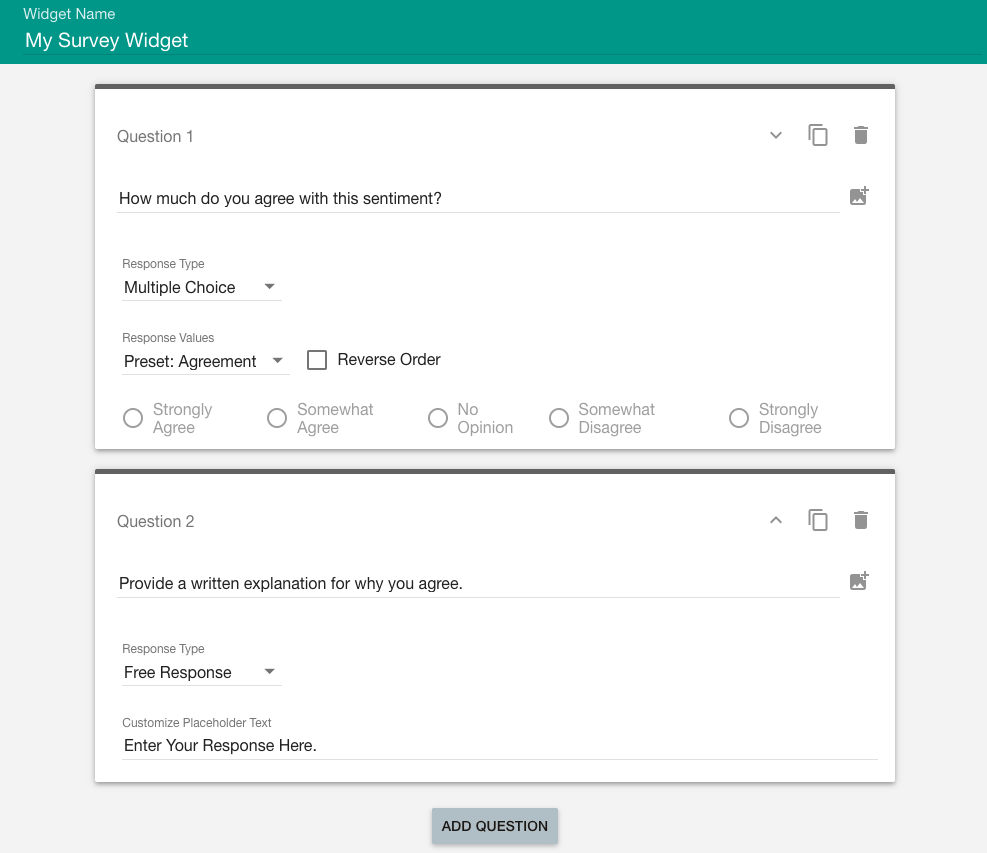 Widget Name
My Survey Widget
Question 1
How much do you agree with this sentiment?
Response Type
Multiple Choice
Response Values
Preset: Agreement
Reverse Order
Strongly
Agree
Somewhat
Agree
No
Opinion
Somewhat
Disagree
Strongly
Disagree
Question 2
Provide a written explanation for why you agree.
Response Type
Free Response
Customize Placeholder Text
Enter Your Response Here.
ADD QUESTION